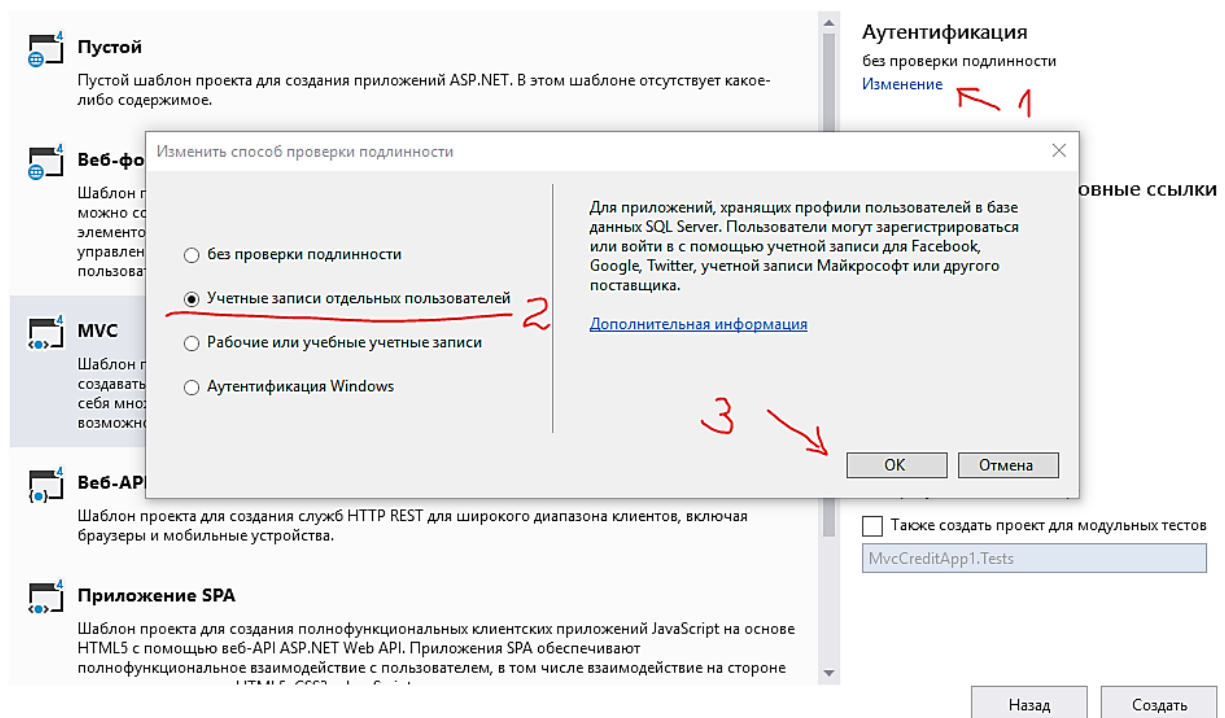 Пустой
Пустой шаблон проекта для создания приложений ASP.NET. В этом шаблоне отсутствует какое-
либо содержимое.
Веб-фо
Шаблон г
можно со
элементо
управлен
пользоват
MVC
Шаблон г
создавать
себя множ
возможно
Веб-API
Шаблон проекта для создания служб HTTP REST для широкого диапазона клиентов, включая
браузеры и мобильные устройства.
Приложение SPA
Шаблон проекта для создания полнофункциональных клиентских приложений JavaScript на основе
HTML5 с помощью веб-API ASP.NET Web API. Приложения SPA обеспечивают
полнофункциональное взаимодействие с пользователем, в том числе взаимодействие на стороне
Аутентификация
без проверки подлинности
Изменение
1
овные ссылки
Изменить способ проверки подлинности
без проверки подлинности
Учетные записи отдельных пользователей
2
Рабочие или учебные учетные записи
Аутентификация Windows
Для приложений, хранящих профили пользователей в базе
данных SQL Server. Пользователи могут зарегистрироваться
или войти в с помощью учетной записи для Facebook,
Google, Twitter, учетной записи Майкрософт или другого
поставщика.
Дополнительная информация
3
ОК
Отмена
Также создать проект для модульных тестов
MvcCreditApp1.Tests
Назад
Создать